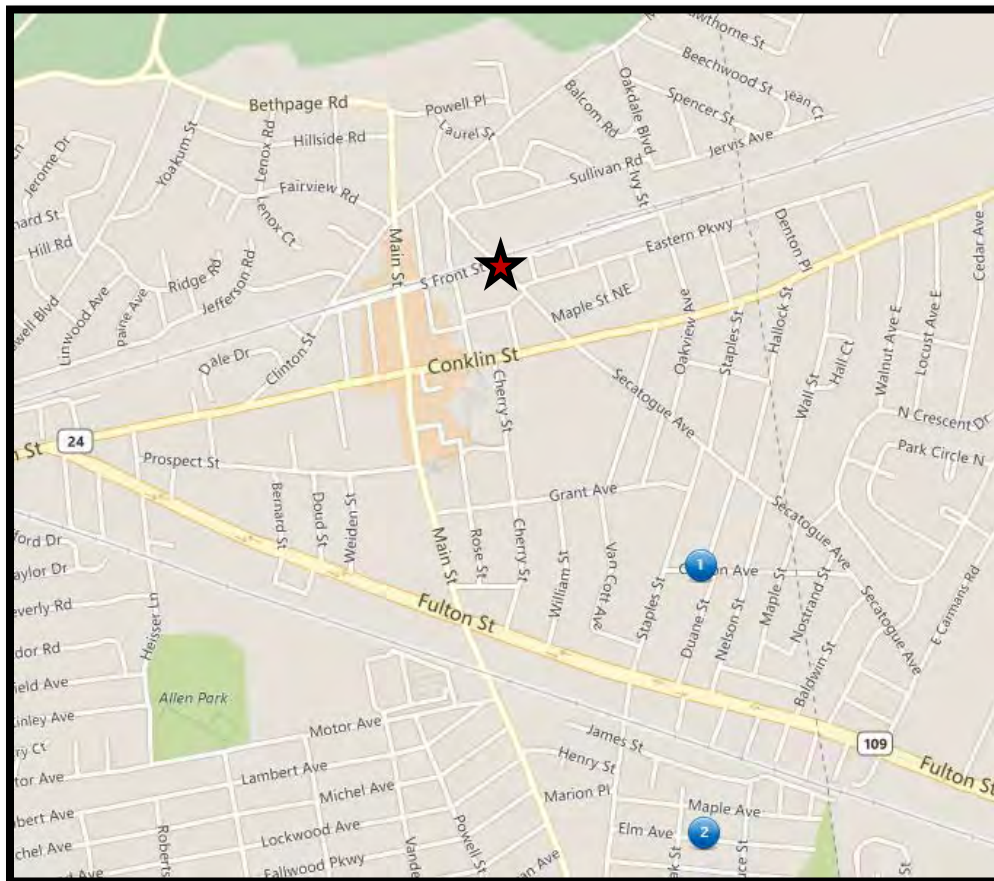 Hawthorne St
Beechwood St
Jean Ct
Bethpage Rd
Powell Pl
Balcom Rd
Oakdale Blvd
Spencer St
Yoakum St
Lenox Rd
Hillside Rd
Laurel St
Jervis Ave
Jerome Dr
Sullivan Rd
Ivy St
Fairview Rd
Lenox Ct
Hill Rd
Main St
Eastern Pkwy
Denton Pl
Cedar Ave
S Front St
Ridge Rd
Jefferson Rd
Linwood Ave
Paine Ave
Maple St NE
Oakview Ave
Staples St
Hallock St
Dale Dr
Clinton St
Conklin St
Cherry St
Secatogue Ave
Wall St
Hall Ct
Walnut Ave E
Locust Ave E
N Crescent Dr
24
Prospect St
Park Circle N
Bernard St
Doud St
Weiden St
Grant Ave
Main St
Rose St
Cherry St
William St
Van Cott Ave
Secatogue Ave
1
Staples St
Duane St
Nelson St
Maple St
Nostrand St
Baldwin St
Secatogue Ave
E Carmans Rd
Fulton St
Heisser Ln
Allen Park
Motor Ave
James St
109
Fulton St
Henry St
Lambert Ave
Michel Ave
Marion Pl
Maple Ave
Lockwood Ave
Elm Ave
2
Fallwood Pkwy
Powell St